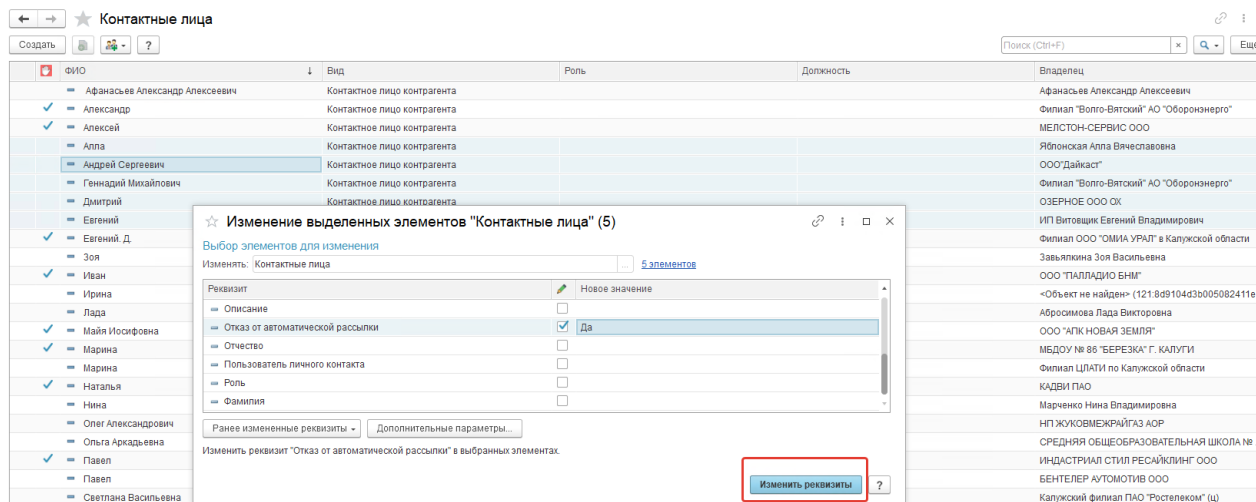 Контактные лица
Создать
?
Поиск (Ctrl+F)
×
Еще
ФИО ↓ Вид Роль Должность Владелец
Афанасьев Александр Алексеевич Контактное лицо контрагента Афанасьев Александр Алексеевич
Александр Контактное лицо контрагента Филиал "Волго-Вятский" АО "Оборонэнерго"
Алексей Контактное лицо контрагента МЕЛСТОН-СЕРВИС ООО
Алла Контактное лицо контрагента Яблонская Алла Вячеславовна
Андрей Сергеевич Контактное лицо контрагента ООО"Дайкаст"
Геннадий Михайлович Контактное лицо контрагента Филиал "Волго-Вятский" АО "Оборонэнерго"
Дмитрий Контактное лицо контрагента ОЗЕРНОЕ ООО ОХ
Евгений ИП Витовщик Евгений Владимирович
Евгений. Д. Филиал ООО "ОМИА УРАЛ" в Калужской области
Зоя Завьялкина Зоя Васильевна
Иван ООО "ПАЛЛАДИО БНМ"
Ирина <Объект не найден> (121:8d9104d3b005082411e
Лада Абросимова Лада Викторовна
Майя Иосифовна ООО "АПК НОВАЯ ЗЕМЛЯ"
Марина МБДОУ № 86 "БЕРЕЗКА" Г. КАЛУГИ
Марина Филиал ЦЛАТИ по Калужской области
Наталья КАДВИ ПАО
Нина Марченко Нина Владимировна
Олег Александрович НП ЖУКОВМЕЖРАЙГАЗ АОР
Ольга Аркадьевна СРЕДНЯЯ ОБЩЕОБРАЗОВАТЕЛЬНАЯ ШКОЛА №
Павел ИНДАСТРИАЛ СТИЛ РЕСАЙКЛИНГ ООО
Павел БЕНТЕЛЕР АУТОМОТИВ ООО
Светлана Васильевна Калужский филиал ПАО "Ростелеком" (ц)
Изменение выделенных элементов "Контактные лица" (5)
Выбор элементов для изменения
Изменять: Контактные лица ... 5 элементов
Реквизит Новое значение
Описание
Отказ от автоматической рассылки Да
Отчество
Пользователь личного контакта
Роль
Фамилия
Ранее измененные реквизиты Дополнительные параметры...
Изменить реквизит "Отказ от автоматической рассылки" в выбранных элементах.
Изменить реквизиты ?